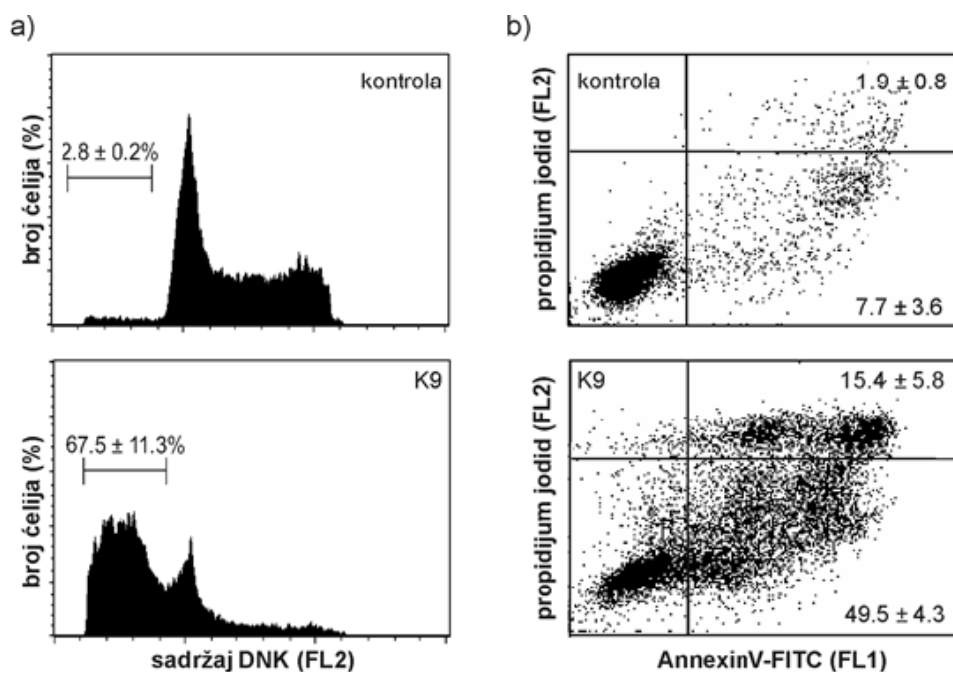 a)
kontrola
2.8 ± 0.2%
broj ćelija (%)
K9
67.5 ± 11.3%
broj ćelija (%)
sadržaj DNK (FL2)
b)
kontrola
1.9 ± 0.8
7.7 ± 3.6
propidijum jodid (FL2)
K9
15.4 ± 5.8
49.5 ± 4.3
propidijum jodid (FL2)
AnnexinV-FITC (FL1)